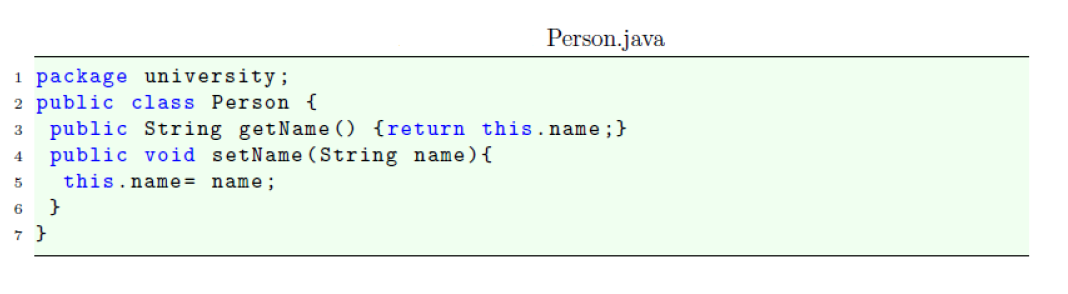 Person.java
1 package university;
2 public class Person {
3 public String getName() {return this.name;}
4 public void setName(String name){
5 this.name= name;
6 }
7 }